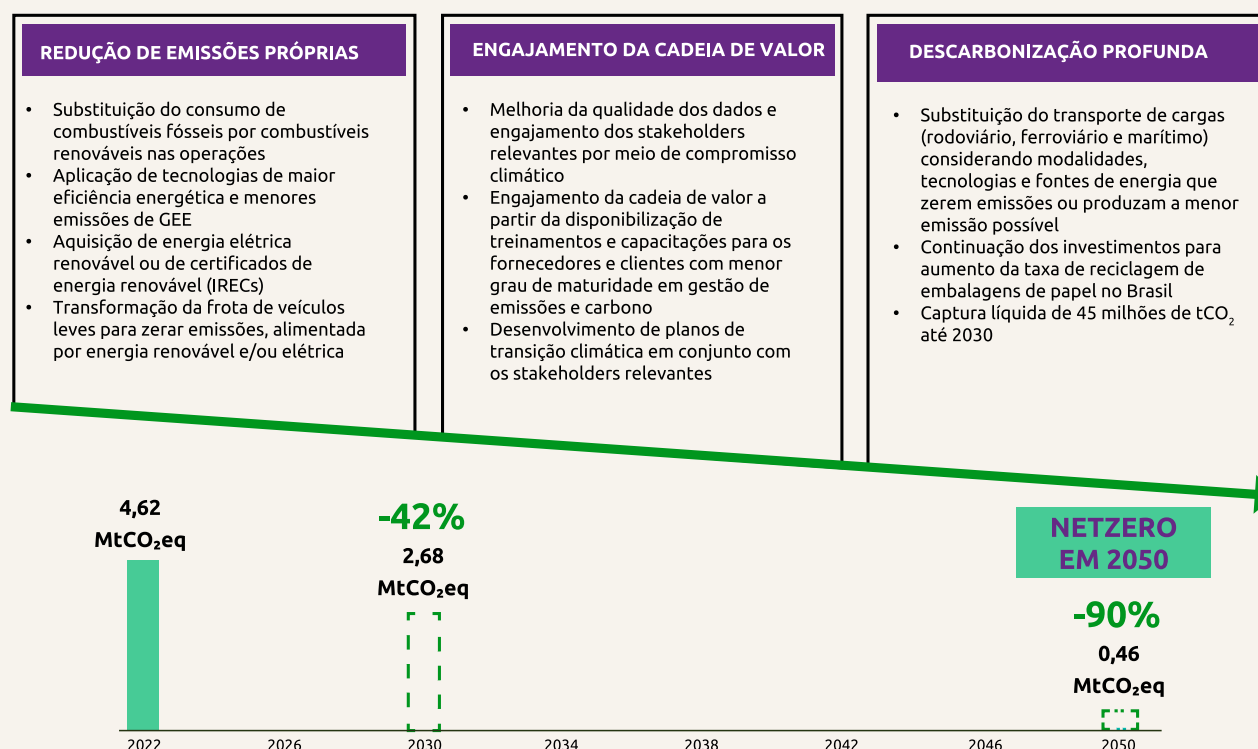 REDUÇÃO DE EMISSÕES PRÓPRIAS
• Substituição do consumo de
combustíveis fósseis por combustíveis
renováveis nas operações
• Aplicação de tecnologias de maior
eficiência energética e menores
emissões de GEE
• Aquisição de energia elétrica
renovável ou de certificados de
energia renovável (IRECs)
• Transformação da frota de veículos
leves para zerar emissões, alimentada
por energia renovável e/ou elétrica
ENGAJAMENTO DA CADEIA DE VALOR
• Melhoria da qualidade dos dados e
engajamento dos stakeholders
relevantes por meio de compromisso
climático
• Engajamento da cadeia de valor a
partir da disponibilização de
treinamentos e capacitações para os
fornecedores e clientes com menor
grau de maturidade em gestão de
emissões e carbono
• Desenvolvimento de planos de
transição climática em conjunto com
os stakeholders relevantes
DESCARBONIZAÇÃO PROFUNDA
• Substituição do transporte de cargas
(rodoviário, ferroviário e marítimo)
considerando modalidades,
tecnologias e fontes de energia que
zerem emissões ou produzam a menor
emissão possível
• Continuação dos investimentos para
aumento da taxa de reciclagem de
embalagens de papel no Brasil
• Captura líquida de 45 milhões de tCO₂
até 2030
4,62
MtCO₂eq
-42%
2,68
MtCO₂eq
NETZERO
EM 2050
-90%
0,46
MtCO₂eq
2022 2026 2030 2034 2038 2042 2046 2050